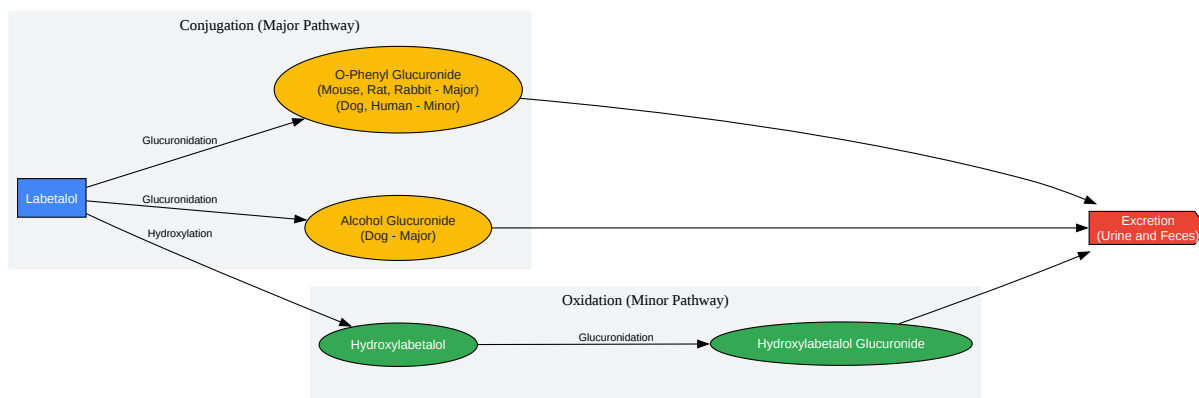 Conjugation (Major Pathway)
O-Phenyl Glucuronide
(Mouse, Rat, Rabbit - Major)
(Dog, Human - Minor)
Glucuronidation
Labetalol
Glucuronidation
Alcohol Glucuronide
(Dog - Major)
Hydroxylation
Excretion
(Urine and Feces)
Oxidation (Minor Pathway)
Hydroxylabetalol
Glucuronidation
Hydroxylabetalol Glucuronide